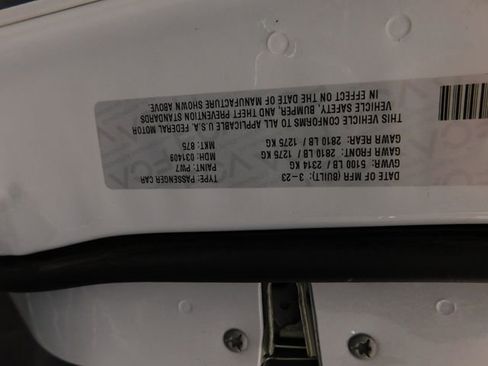 DATE OF MFR (BUILT): 3-23
GVWR: 5100 LB / 2314 KG
GAWR FRONT: 2810 LB / 1275 KG
GAWR REAR: 2810 LB / 1275 KG
THIS VEHICLE CONFORMS TO ALL APPLICABLE U.S.A. FEDERAL MOTOR
VEHICLE SAFETY, BUMPER, AND THEFT PREVENTION STANDARDS
IN EFFECT ON THE DATE OF MANUFACTURE SHOWN ABOVE.
TYPE: PASSENGER CAR
PAINT: PW7
MDH: 031409
MKT: 875